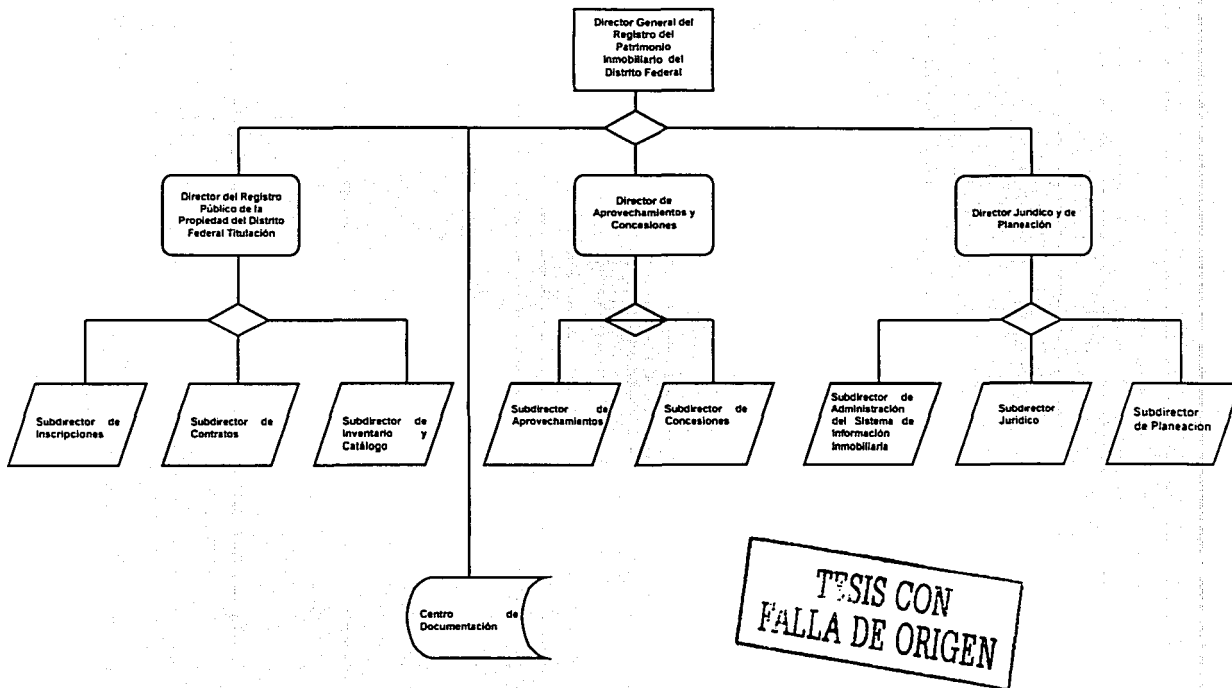 Director General del
Registro del
Patrimonio
Inmobiliario del
Distrito Federal
Director del Registro
Público de la
Propiedad del Distrito
Federal Titulación
Director de
Aprovechamientos y
Concesiones
Director Jurídico y de
Planeación
Subdirector de
Inscripciones
Subdirector de
Contratos
Subdirector de
Inventario y
Catálogo
Subdirector de
Aprovechamientos
Subdirector de
Concesiones
Subdirector de
Administración
del Sistema de
Información
Inmobiliaria
Subdirector
Jurídico
Subdirector
de Planeación
Centro de
Documentación
TESIS CON
FALLA DE ORIGEN